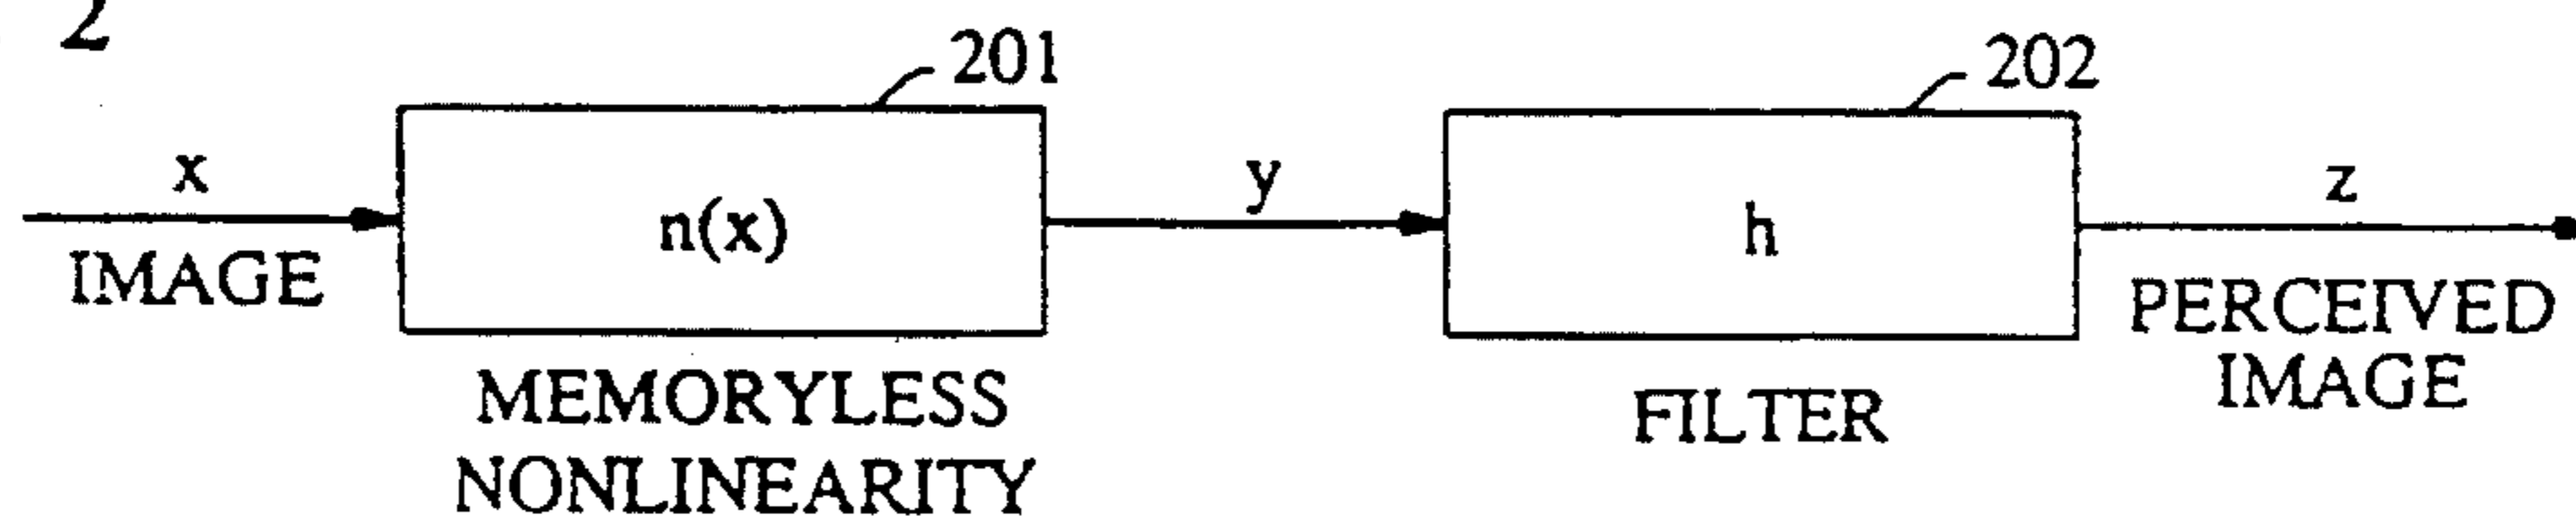 2
201
202
x
n(x)
y
h
z
IMAGE
MEMORYLESS
NONLINEARITY
FILTER
PERCEIVED
IMAGE